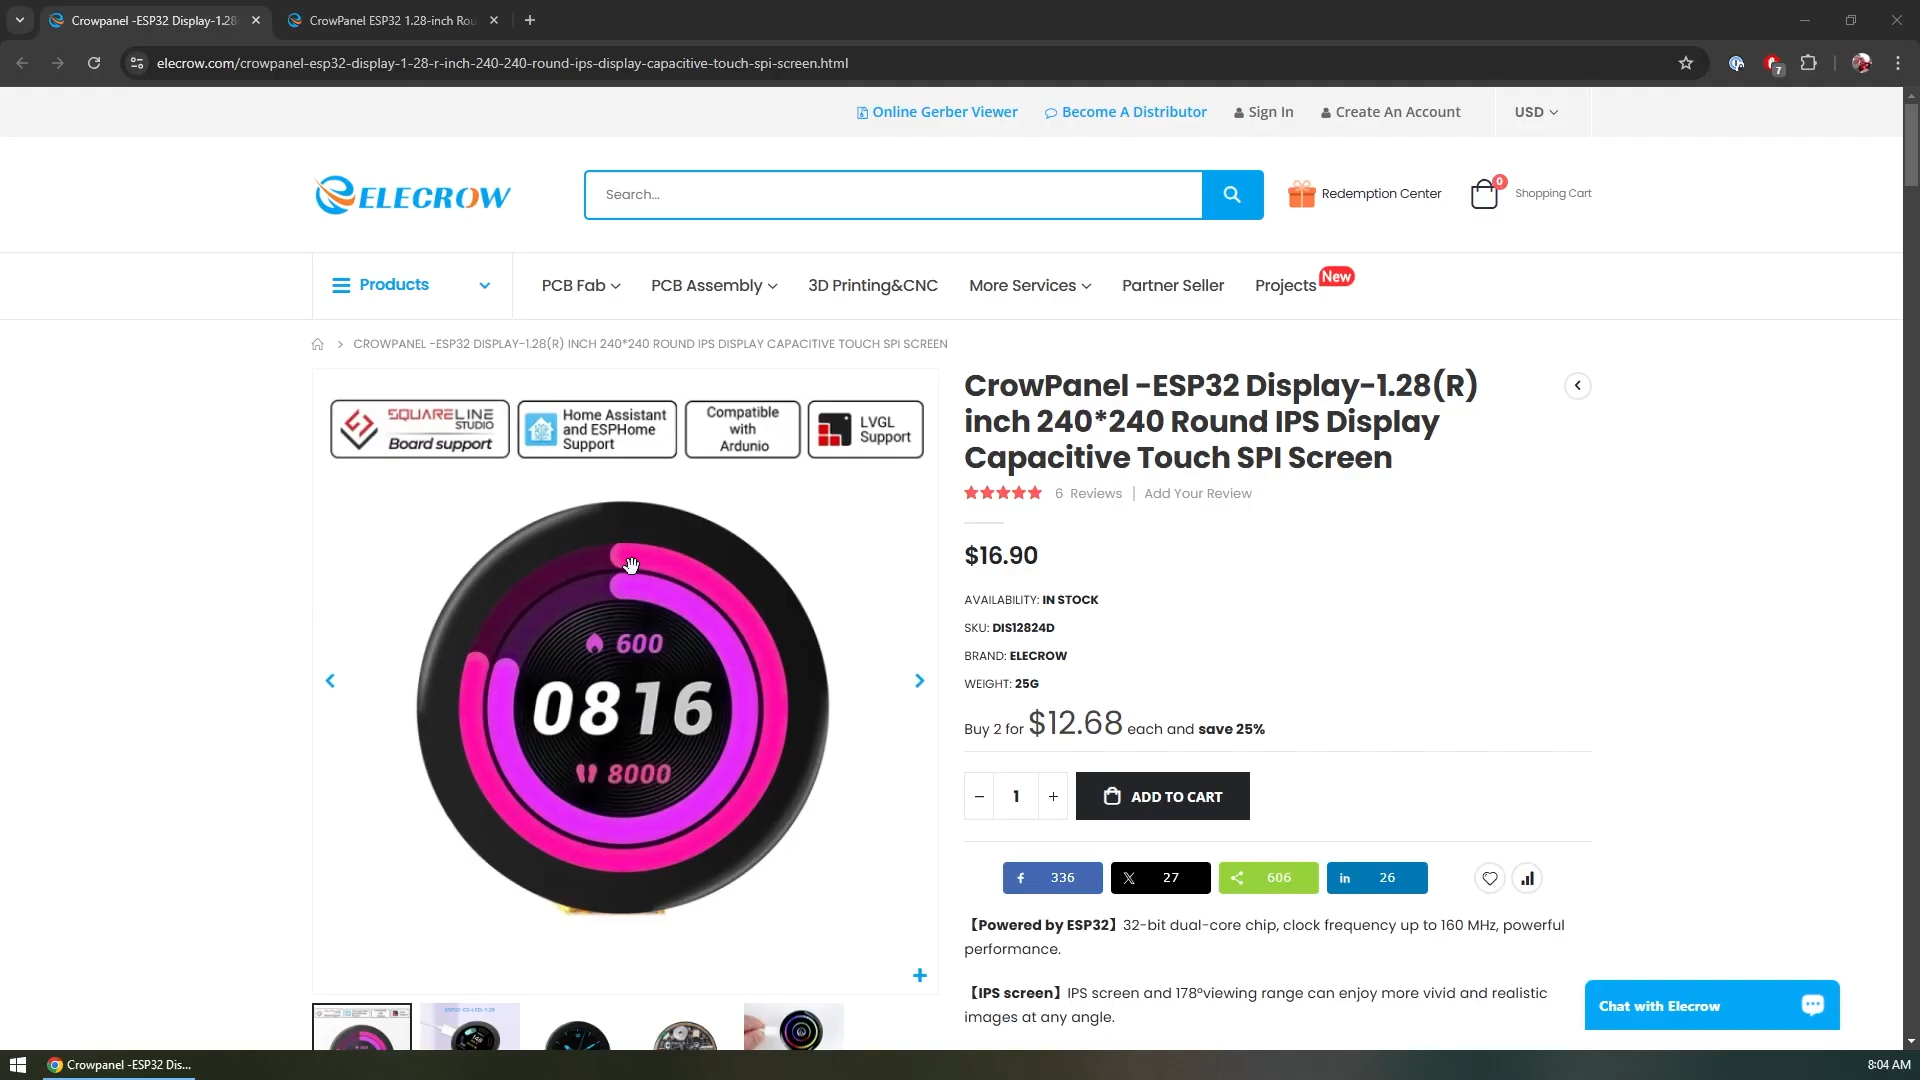 Crowpanel -ESP32 Display-1.28
CrowPanel ESP32 1.28-inch Rou
elecrow.com/crowpanel-esp32-display-1-28-r-inch-240-240-round-ips-display-capacitive-touch-spi-screen.html
7
Online Gerber Viewer
Become A Distributor
Sign In
Create An Account
USD
ELECROW
Search...
Redemption Center
0
Shopping Cart
Products
PCB Fab
PCB Assembly
3D Printing&CNC
More Services
Partner Seller
Projects
New
CROWPANEL -ESP32 DISPLAY-1.28(R) INCH 240*240 ROUND IPS DISPLAY CAPACITIVE TOUCH SPI SCREEN
SQUARELINE
STUDIO
Board support
Home Assistant
and ESPHome
Support
Compatible
with
Ardunio
LVGL
Support
600
0816
8000
CrowPanel -ESP32 Display-1.28(R)
inch 240*240 Round IPS Display
Capacitive Touch SPI Screen
6 Reviews | Add Your Review
$16.90
AVAILABILITY: IN STOCK
SKU: DIS12824D
BRAND: ELECROW
WEIGHT: 25G
Buy 2 for $12.68 each and save 25%
1
ADD TO CART
336
27
606
26
【Powered by ESP32】32-bit dual-core chip, clock frequency up to 160 MHz, powerful
performance.
【IPS screen】IPS screen and 178°viewing range can enjoy more vivid and realistic
images at any angle.
Chat with Elecrow
Crowpanel -ESP32 Dis...
8:04 AM